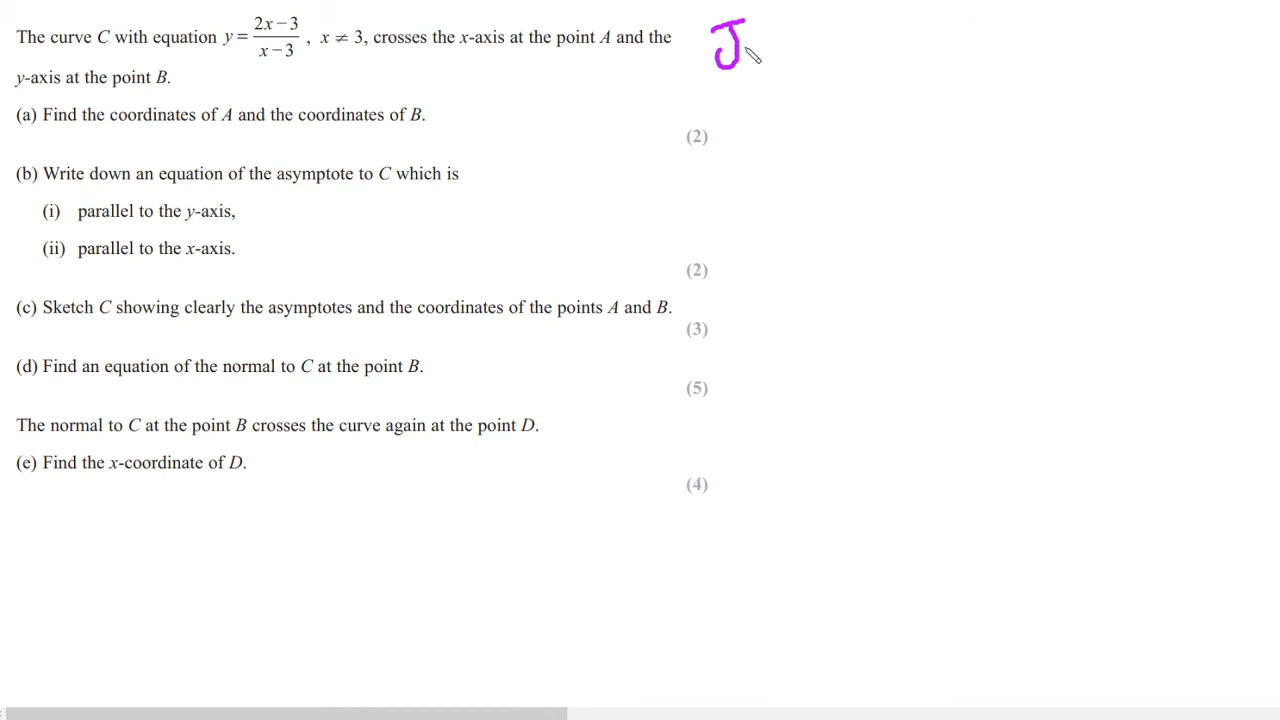 The curve C with equation y = \frac{2x-3}{x-3}, x ≠ 3, crosses the x-axis at the point A and the
y-axis at the point B.
(a) Find the coordinates of A and the coordinates of B.
(2)
(b) Write down an equation of the asymptote to C which is
(i) parallel to the y-axis,
(ii) parallel to the x-axis.
(2)
(c) Sketch C showing clearly the asymptotes and the coordinates of the points A and B.
(3)
(d) Find an equation of the normal to C at the point B.
(5)
The normal to C at the point B crosses the curve again at the point D.
(e) Find the x-coordinate of D.
(4)
J